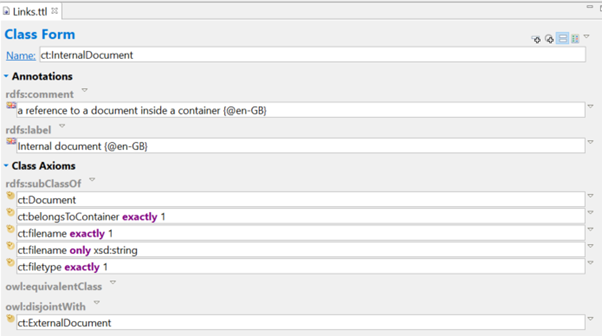 Links.ttl
Class Form
Name: ct:InternalDocument
Annotations
rdfs:comment
a reference to a document inside a container {@en-GB}
rdfs:label
Internal document {@en-GB}
Class Axioms
rdfs:subClassOf
ct:Document
ct:belongsToContainer exactly 1
ct:filename exactly 1
ct:filename only xsd:string
ct:filetype exactly 1
owl:equivalentClass
owl:disjointWith
ct:ExternalDocument